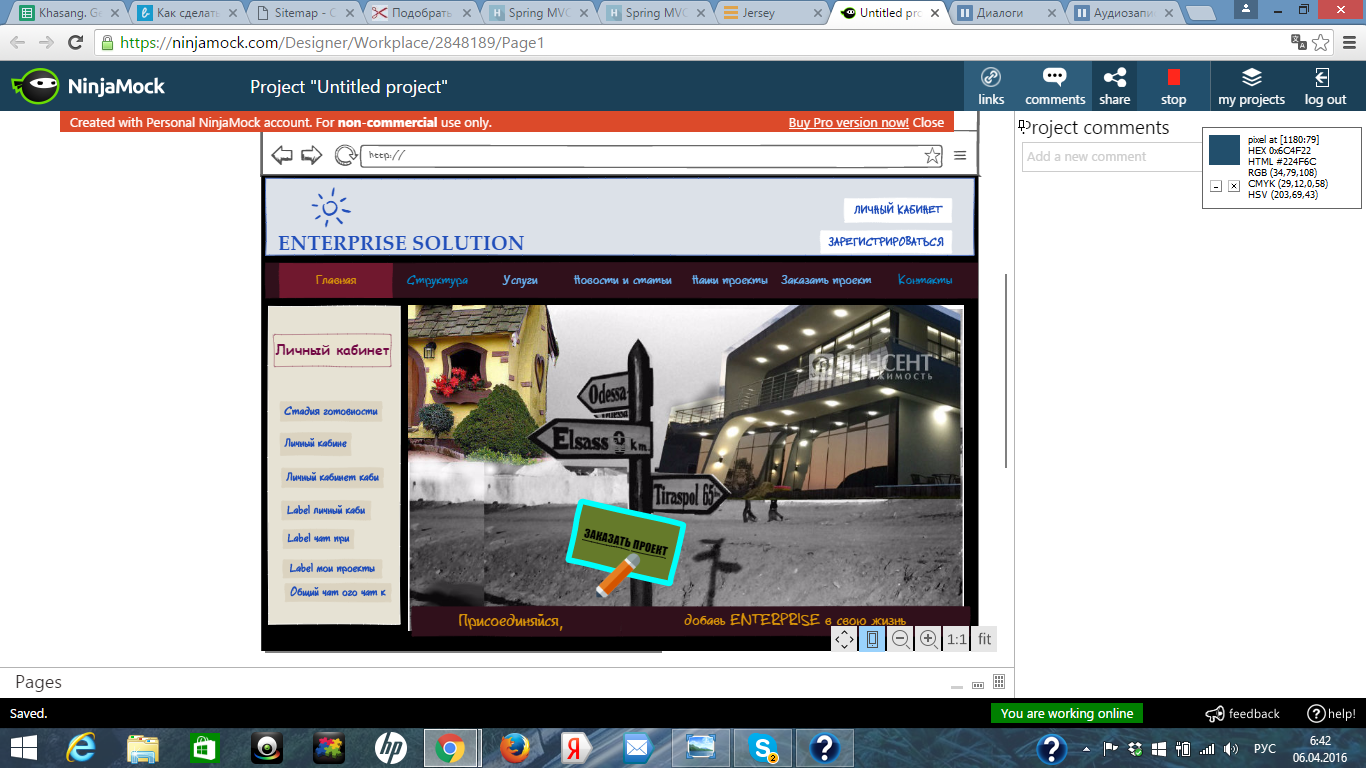 Khasang. Ge
Как сделать
Sitemap - C
Подобрать
Spring MVC
Spring MVC
Jersey
Untitled pro
Диалоги
Аудиозапи
https://ninjamock.com/Designer/Workplace/2848189/Page1
NinjaMock
Project "Untitled project"
links
comments
share
stop
my projects
log out
Created with Personal NinjaMock account. For non-commercial use only.
Buy Pro version now! Close
Project comments
Add a new comment
pixel at [1180:79]
HEX 0x6C4F22
HTML #224F6C
RGB (34,79,108)
CMYK (29,12,0,58)
HSV (203,69,43)
http://
ENTERPRISE SOLUTION
ЛИЧНЫЙ КАБИНЕТ
ЗАРЕГИСТРИРОВАТЬСЯ
Главная
Структура
Услуги
Новости и статьи
Наши проекты
Заказать проект
Контакты
Личный кабинет
Стадия готовности
Личный кабине
Личный кабинет каби
Label личный каби
Label чат при
Label мои проекты
Общий чат ого чат к
ВИНСЕНТ
НЕДВИЖИМОСТЬ
Odessa
Elsass 0 km.
Tiraspol 65
ЗАКАЗАТЬ ПРОЕКТ
Присоединяйся,
добавь ENTERPRISE в свою жизнь
1:1
fit
Pages
Saved.
You are working online
feedback
help!
hp
Я
2
РУС
6:42
06.04.2016